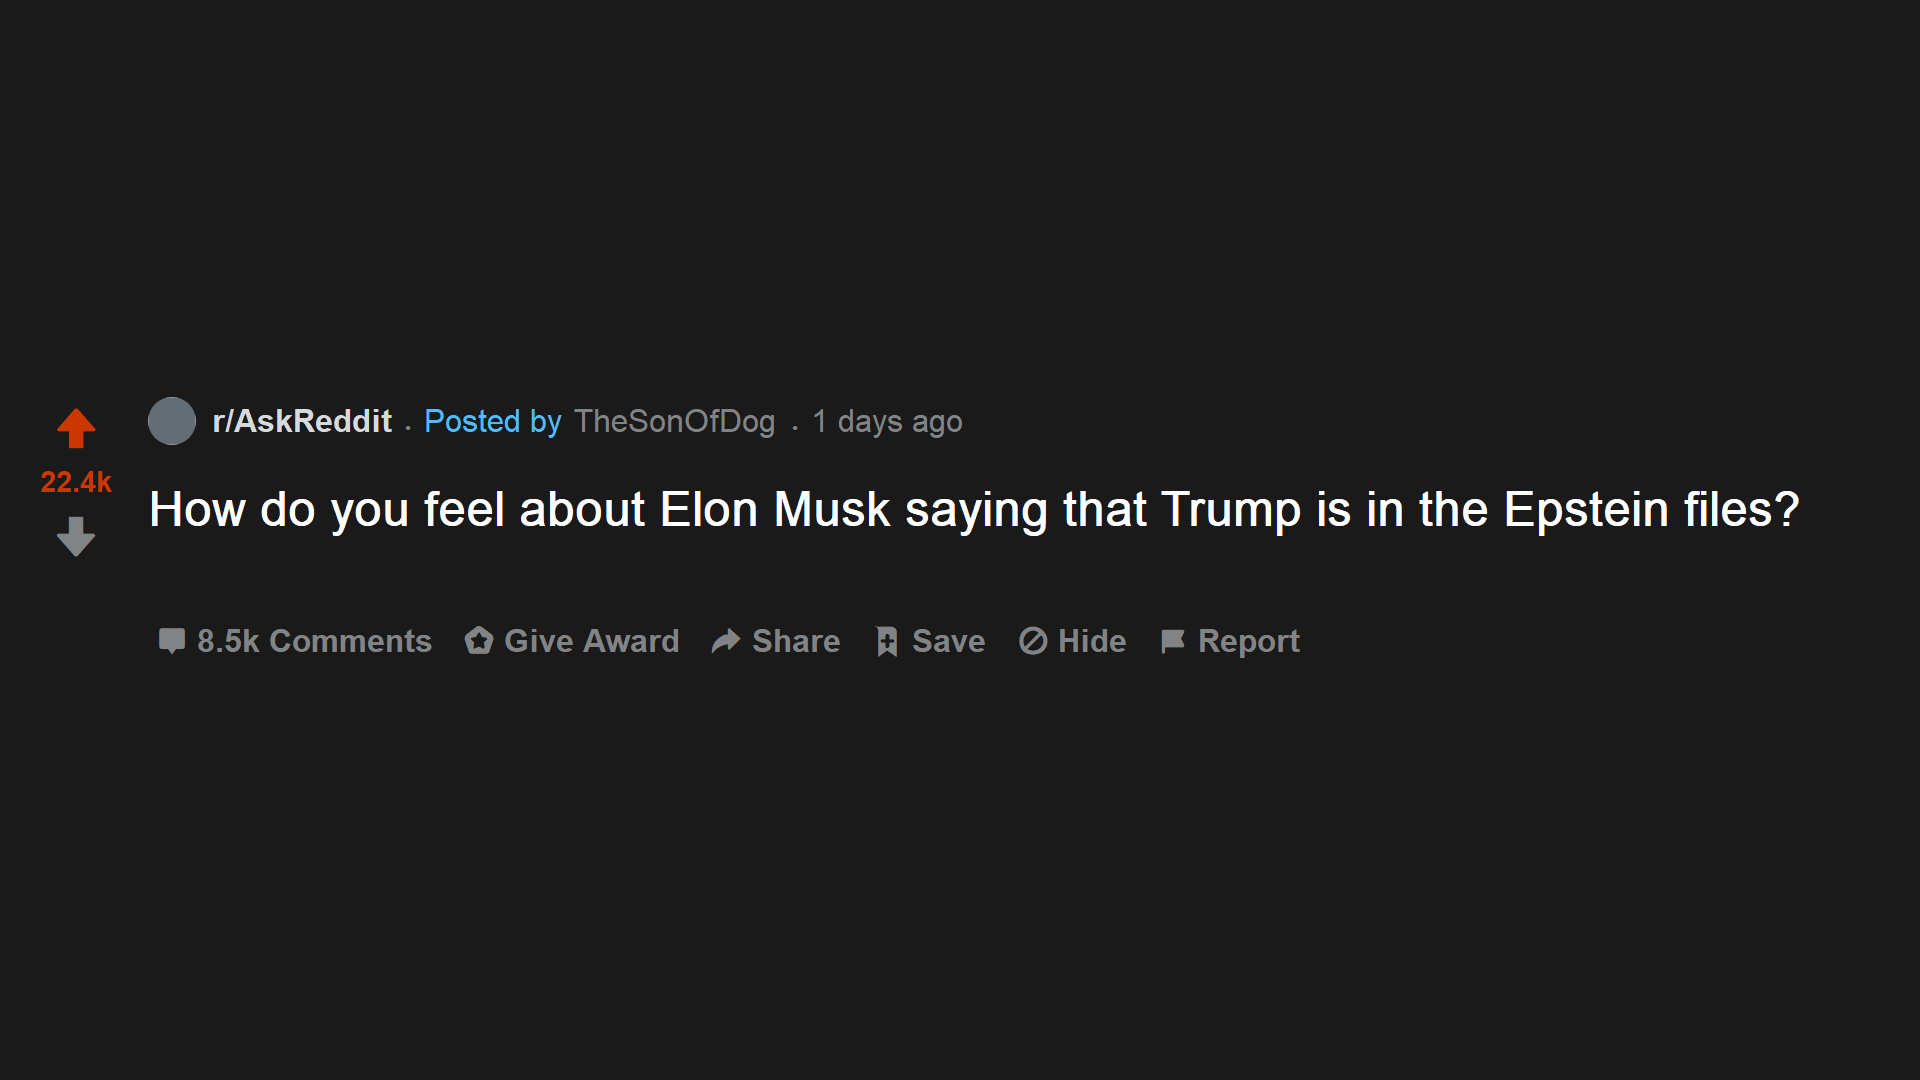 r/AskReddit . Posted by TheSonOfDog . 1 days ago
22.4k
How do you feel about Elon Musk saying that Trump is in the Epstein files?
8.5k Comments Give Award Share Save Hide Report